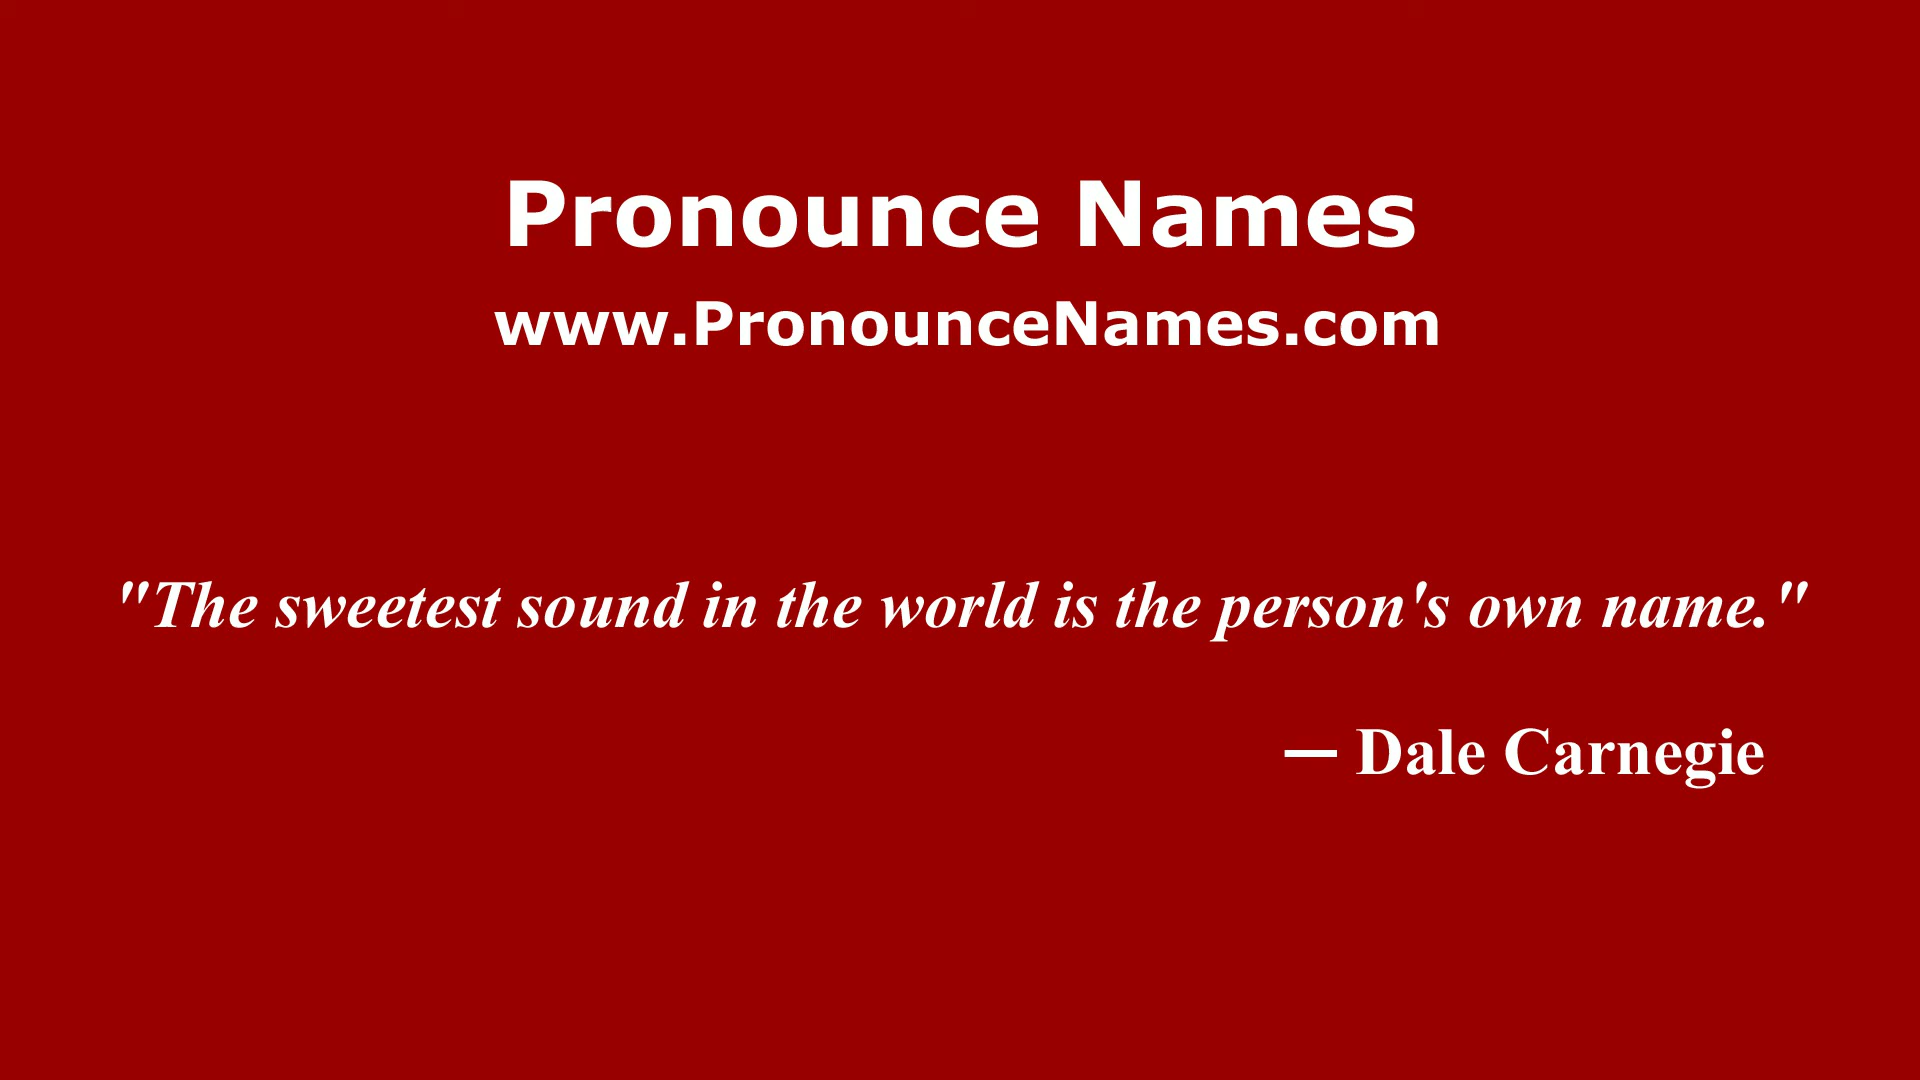 Pronounce Names
www.PronounceNames.com
"The sweetest sound in the world is the person's own name."
— Dale Carnegie